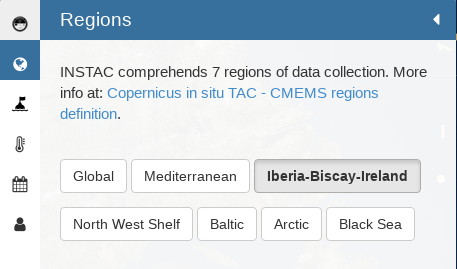 Regions
INSTAC comprehends 7 regions of data collection. More
info at: Copernicus in situ TAC - CMEMS regions
definition.
Global Mediterranean Iberia-Biscay-Ireland
North West Shelf Baltic Arctic Black Sea